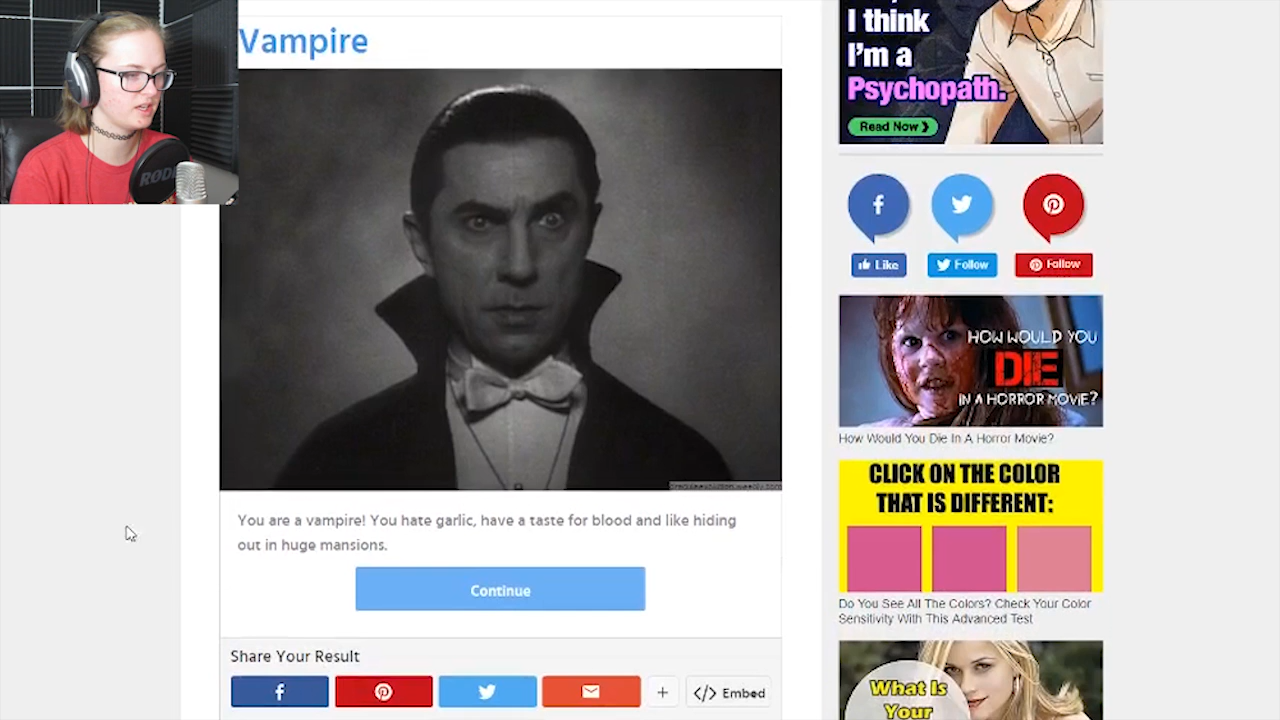 Vampire
RØDE
You are a vampire! You hate garlic, have a taste for blood and like hiding
out in huge mansions.
Continue
Share Your Result
+
</> Embed
I think
I'm a
Psychopath.
Read Now ❯
Like
Follow
Follow
HOW WOULD YOU
DIE
IN A HORROR MOVIE?
How Would You Die In A Horror Movie?
CLICK ON THE COLOR
THAT IS DIFFERENT:
Do You See All The Colors? Check Your Color
Sensitivity With This Advanced Test
What Is
Your